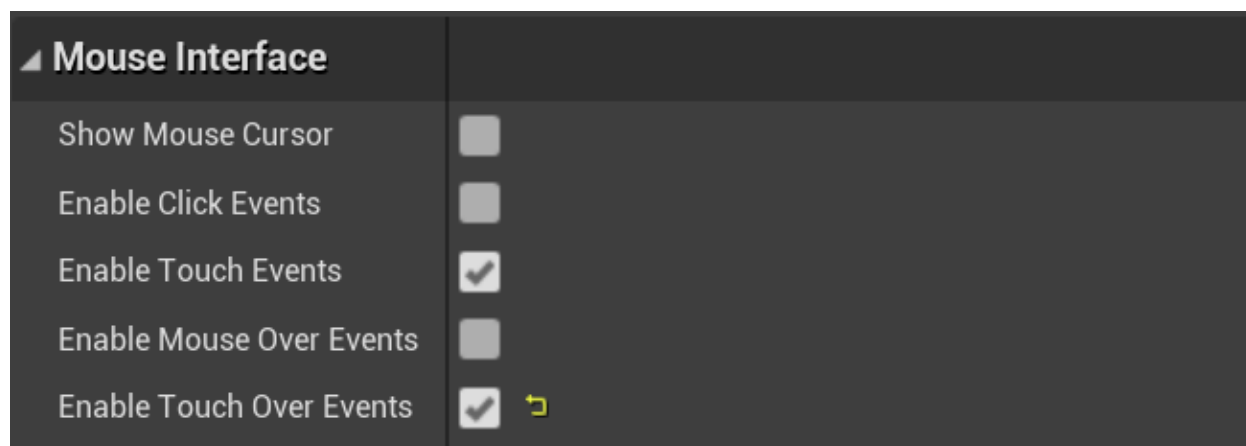 Mouse Interface
Show Mouse Cursor
Enable Click Events
Enable Touch Events
Enable Mouse Over Events
Enable Touch Over Events